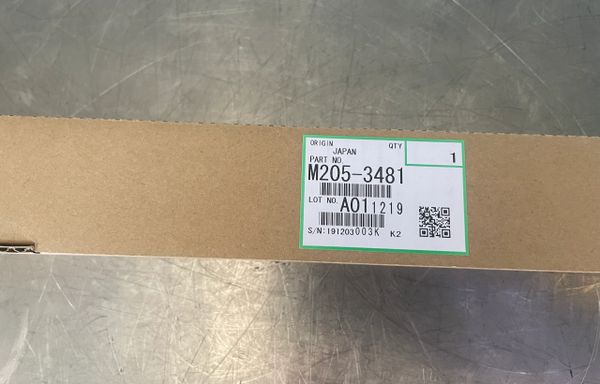 ORIGIN QTY
JAPAN 1
PART NO.
M205-3481
LOT NO. A011219
S/N:191203003K K2